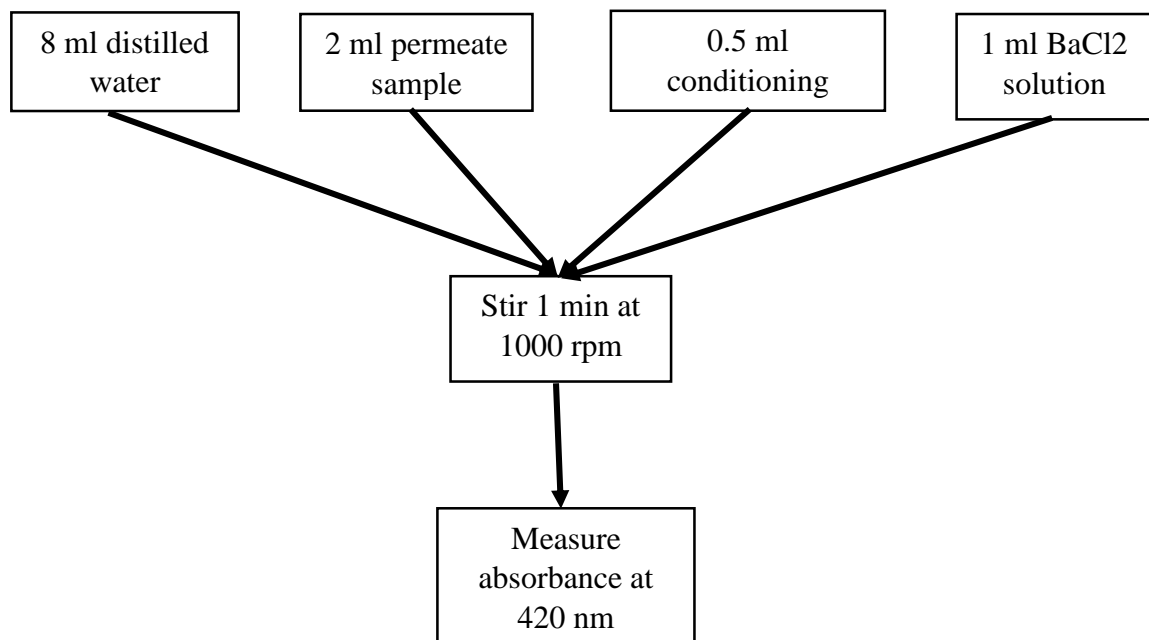 8 ml distilled
water
2 ml permeate
sample
0.5 ml
conditioning
1 ml BaCl2
solution
Stir 1 min at
1000 rpm
Measure
absorbance at
420 nm